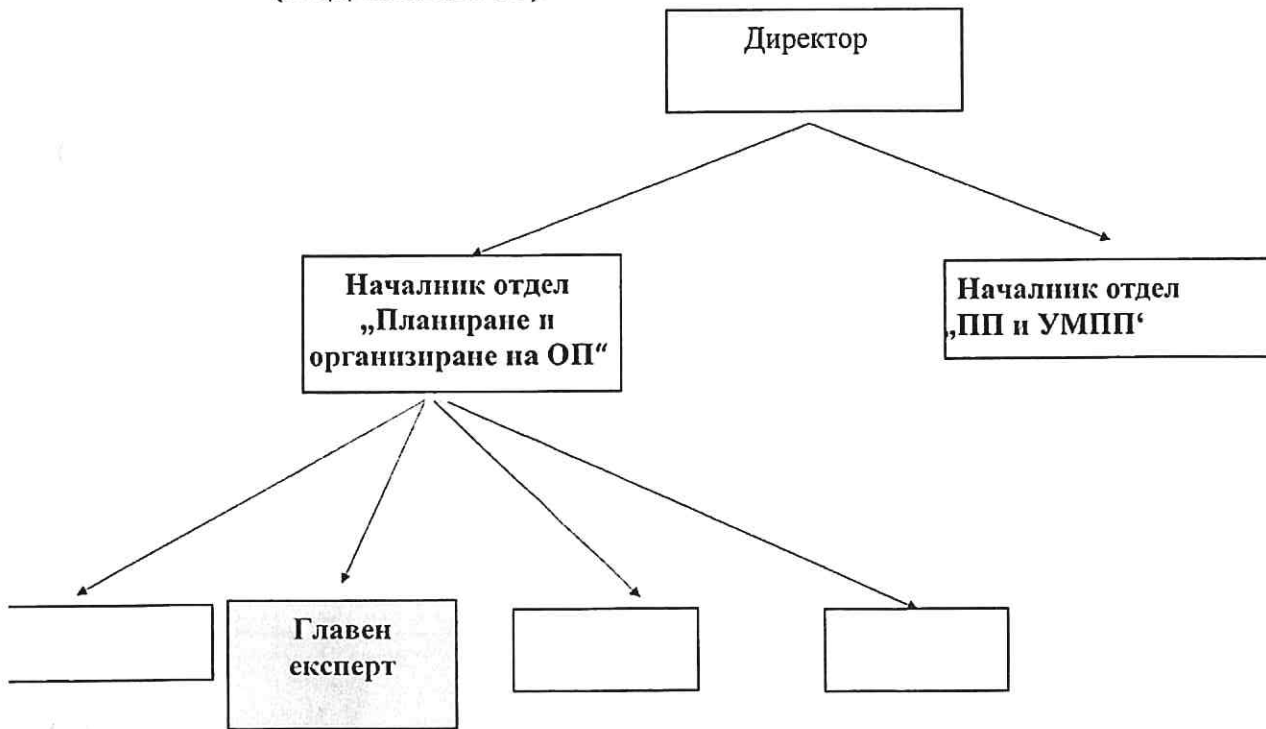 Директор
Началник отдел
„Планиране и
организиране на ОП“
Началник отдел
„ПП и УМПП‘
Главен
експерт